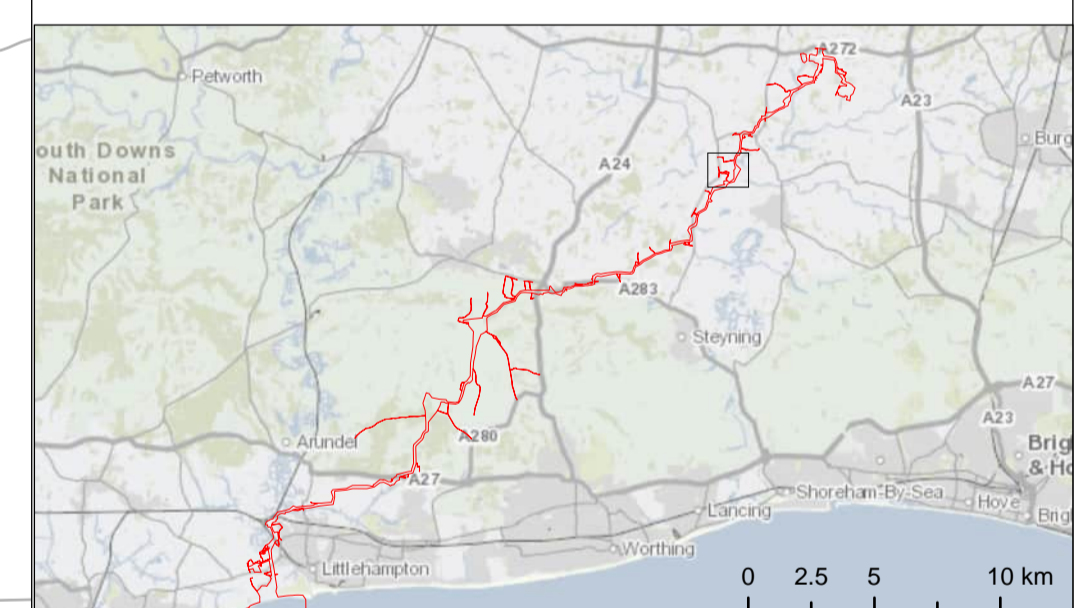 A272
Petworth
A23
Burg
outh Downs
National
Park
A24
A283
Steyning
A27
A23
Arundel
A280
Brig
& Ho
A27
Shoreham-By-Sea
Hove
Lancing
Brig
Worthing
Littlehampton
0 2.5 5 10 km